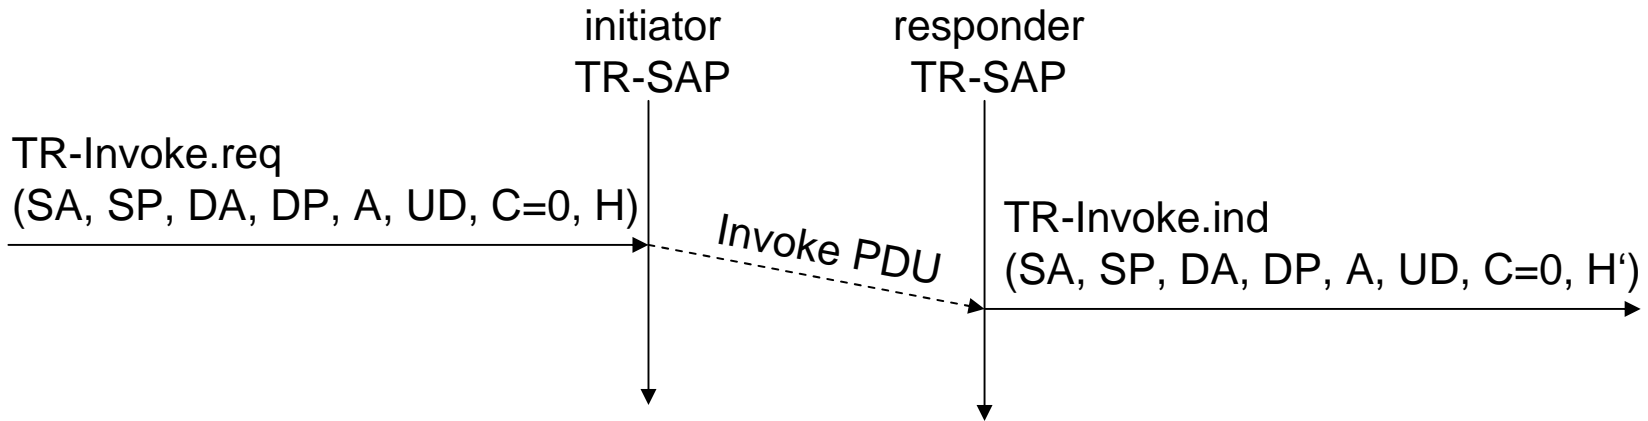 initiator
TR-SAP
responder
TR-SAP
TR-Invoke.req
(SA, SP, DA, DP, A, UD, C=0, H)
Invoke PDU
TR-Invoke.ind
(SA, SP, DA, DP, A, UD, C=0, H‘)